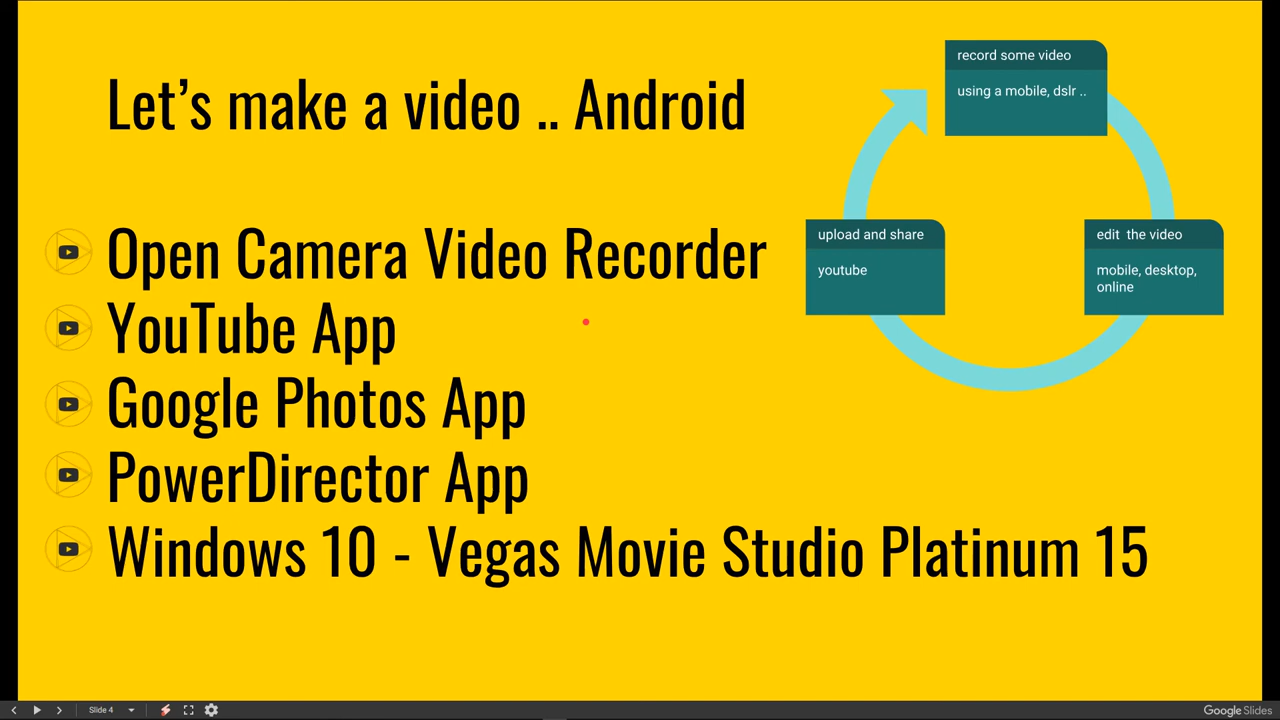 Let’s make a video .. Android
record some video
using a mobile, dslr ..
upload and share
youtube
edit  the video
mobile, desktop,
online
Open Camera Video Recorder
YouTube App
Google Photos App
PowerDirector App
Windows 10 - Vegas Movie Studio Platinum 15
Slide 4
Google Slides